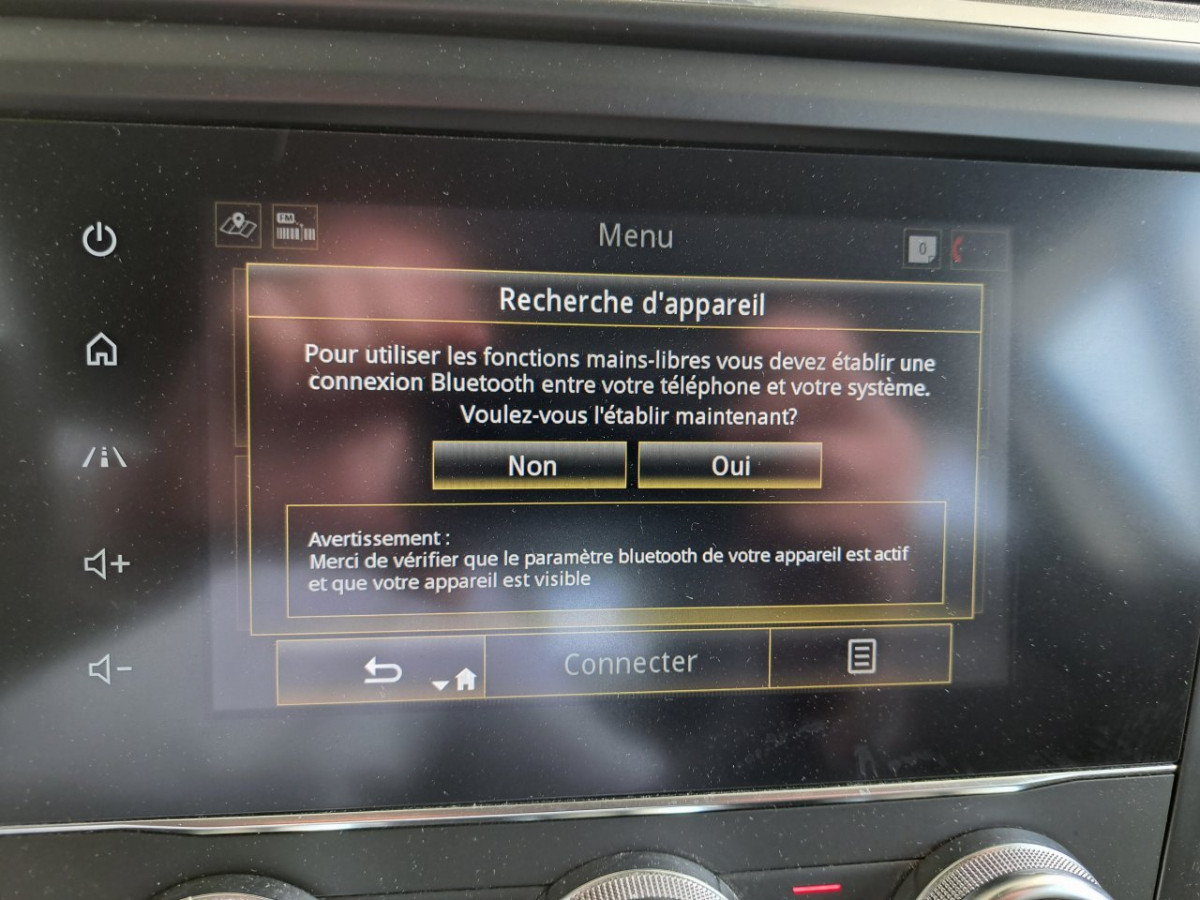 FM
Menu
0
Recherche d'appareil
Pour utiliser les fonctions mains-libres vous devez établir une
connexion Bluetooth entre votre téléphone et votre système.
Voulez-vous l'établir maintenant?
Non
Oui
Avertissement :
Merci de vérifier que le paramètre bluetooth de votre appareil est actif
et que votre appareil est visible
Connecter